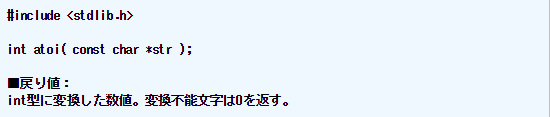 #include <stdlib.h>
int atoi( const char *str );
■戻り値：
int型に変換した数値。変換不能文字は0を返す。